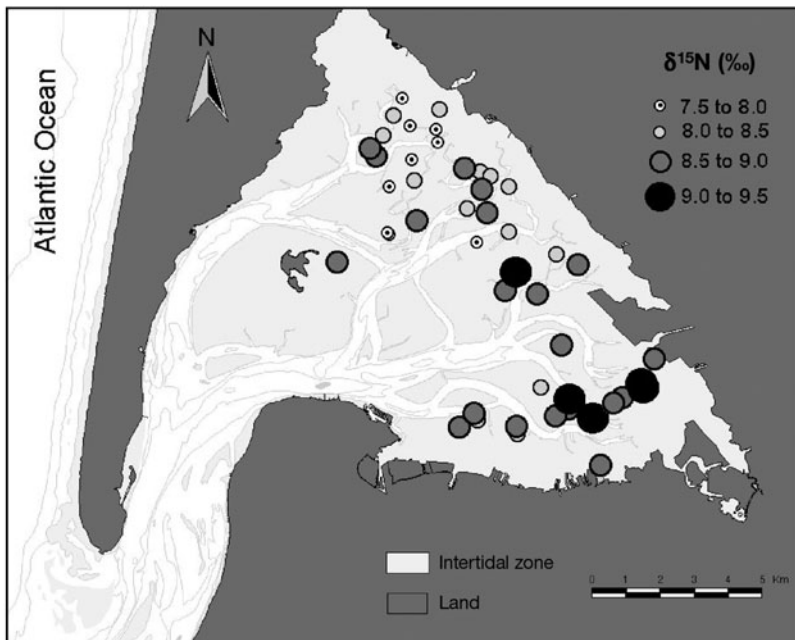 Atlantic Ocean
N
δ¹⁵N (‰)
7.5 to 8.0
8.0 to 8.5
8.5 to 9.0
9.0 to 9.5
Intertidal zone
Land
0 1 2 3 4 5 Km